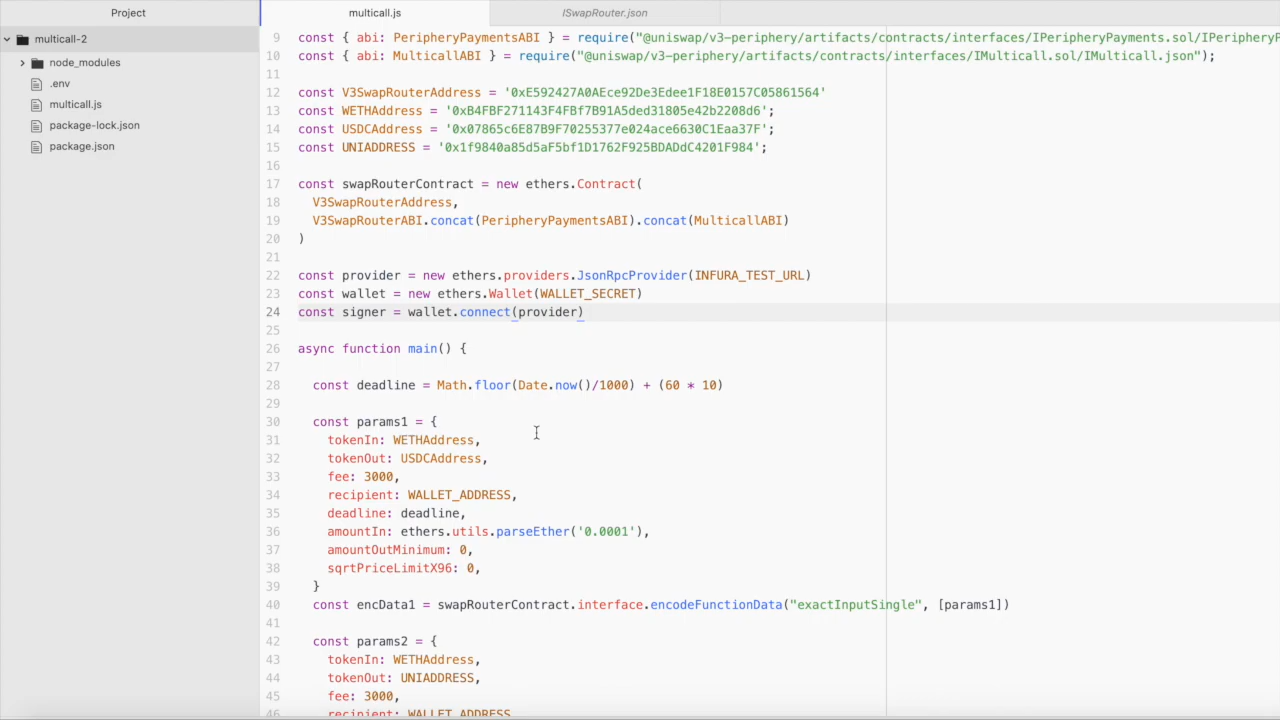 Project
multicall.js
ISwapRouter.json
multicall-2
node_modules
.env
multicall.js
package-lock.json
package.json
9 const { abi: PeripheryPaymentsABI } = require("@uniswap/v3-periphery/artifacts/contracts/interfaces/IPeripheryPayments.sol/IPeripheryP
10 const { abi: MulticallABI } = require("@uniswap/v3-periphery/artifacts/contracts/interfaces/IMulticall.sol/IMulticall.json");
11
12 const V3SwapRouterAddress = '0xE592427A0AEce92De3Edee1F18E0157C05861564'
13 const WETHAddress = '0xB4FBF271143F4FBf7B91A5ded31805e42b2208d6';
14 const USDCAddress = '0x07865c6E87B9F70255377e024ace6630C1Eaa37F';
15 const UNIADDRESS = '0x1f9840a85d5aF5bf1D1762F925BDADdC4201F984';
16
17 const swapRouterContract = new ethers.Contract(
18 V3SwapRouterAddress,
19 V3SwapRouterABI.concat(PeripheryPaymentsABI).concat(MulticallABI)
20 )
21
22 const provider = new ethers.providers.JsonRpcProvider(INFURA_TEST_URL)
23 const wallet = new ethers.Wallet(WALLET_SECRET)
24 const signer = wallet.connect(provider)
25
26 async function main() {
27
28 const deadline = Math.floor(Date.now()/1000) + (60 * 10)
29
30 const params1 = {
31 tokenIn: WETHAddress,
32 tokenOut: USDCAddress,
33 fee: 3000,
34 recipient: WALLET_ADDRESS,
35 deadline: deadline,
36 amountIn: ethers.utils.parseEther('0.0001'),
37 amountOutMinimum: 0,
38 sqrtPriceLimitX96: 0,
39 }
40 const encData1 = swapRouterContract.interface.encodeFunctionData("exactInputSingle", [params1])
41
42 const params2 = {
43 tokenIn: WETHAddress,
44 tokenOut: UNIADDRESS,
45 fee: 3000,
46 recipient: WALLET_ADDRESS